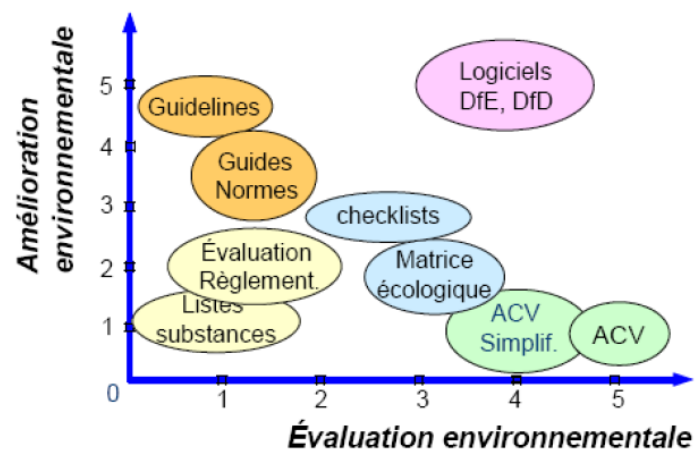 Amélioration
environnementale
5
4
3
2
1
0
Guidelines
Guides
Normes
Logiciels
DfE, DfD
checklists
Évaluation
Règlement.
Matrice
écologique
Listes
substances
ACV
Simplif.
ACV
1
2
3
4
5
Évaluation environnementale